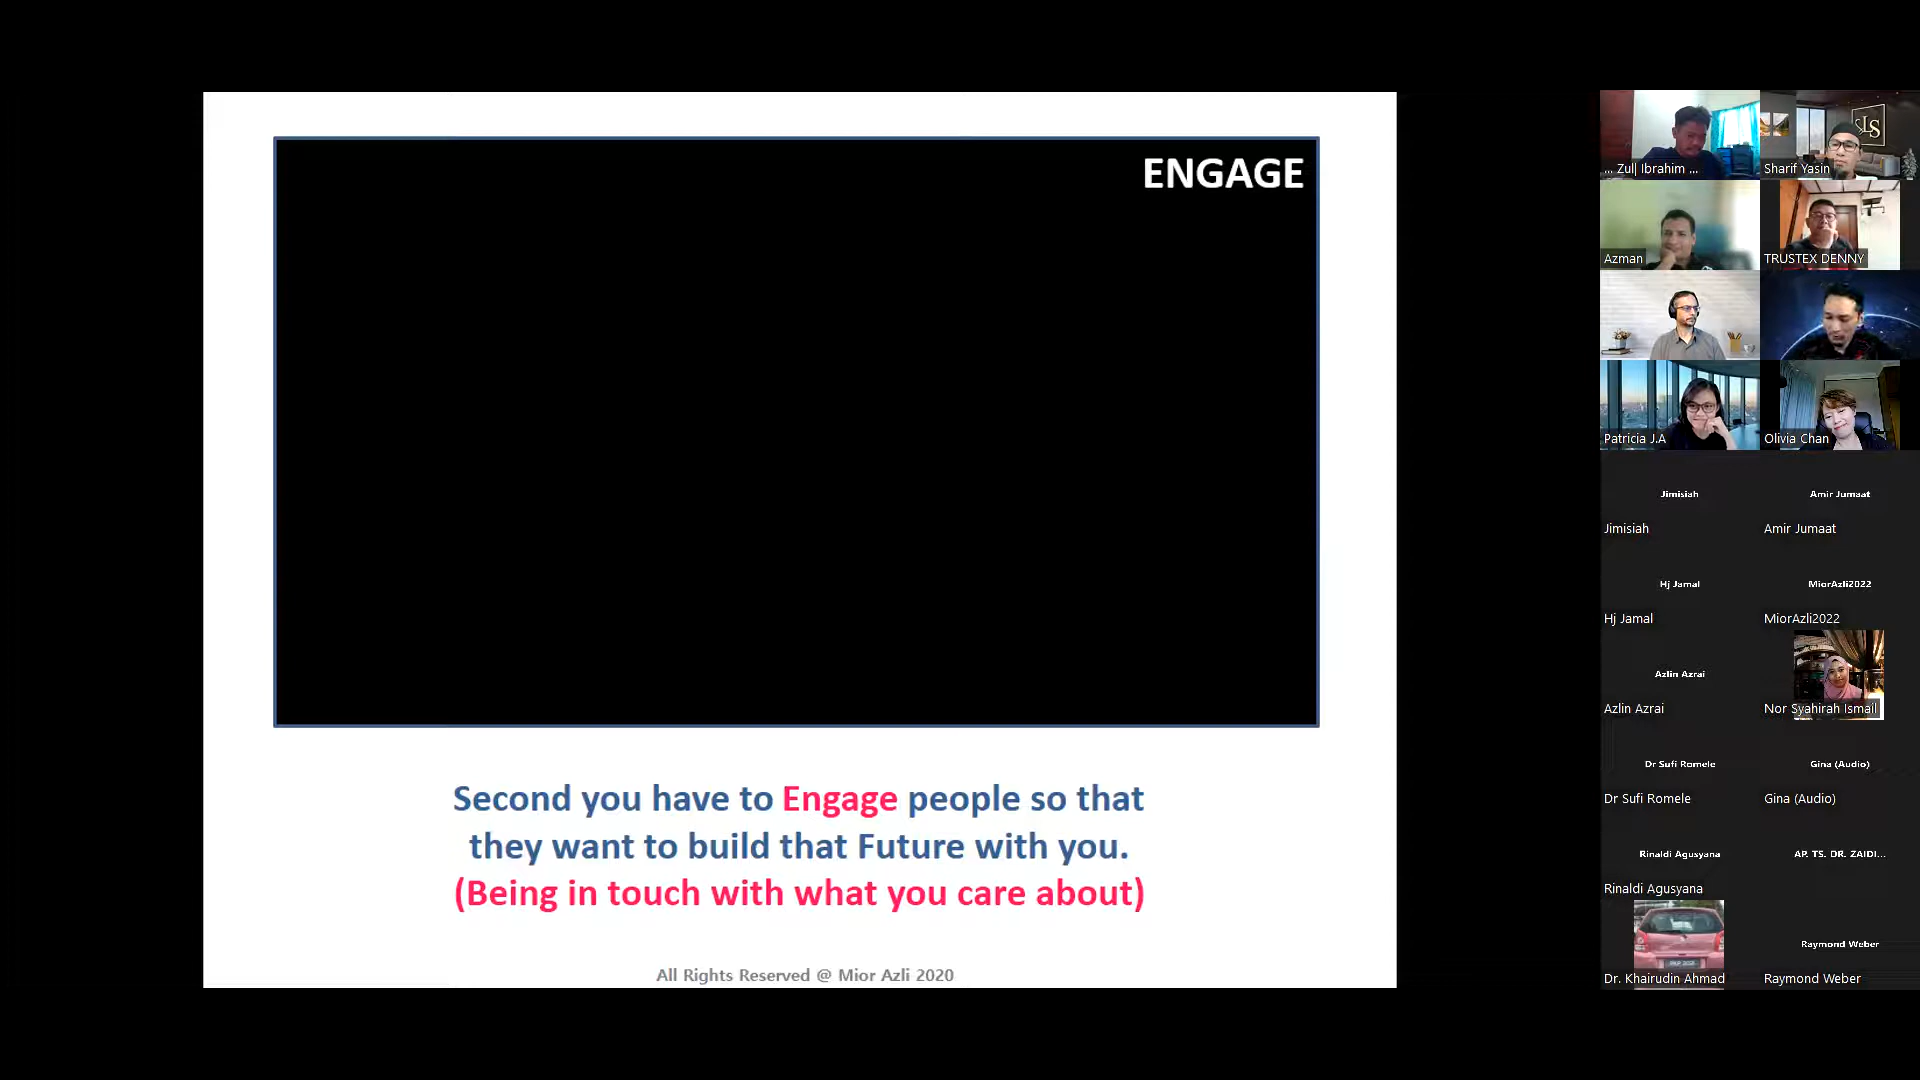 ENGAGE
Second you have to Engage people so that
they want to build that Future with you.
(Being in touch with what you care about)
All Rights Reserved @ Mior Azli 2020
... Zul| Ibrahim ...
Sharif Yasin
LS
Azman
TRUSTEX DENNY
Patricia J.A
Olivia Chan
Jimisiah
Jimisiah
Amir Jumaat
Amir Jumaat
Hj Jamal
Hj Jamal
MiorAzli2022
MiorAzli2022
Azlin Azrai
Azlin Azrai
Nor Syahirah Ismail
Dr Sufi Romele
Dr Sufi Romele
Gina (Audio)
Gina (Audio)
Rinaldi Agusyana
Rinaldi Agusyana
AP. TS. DR. ZAIDI...
Dr. Khairudin Ahmad
Raymond Weber
Raymond Weber